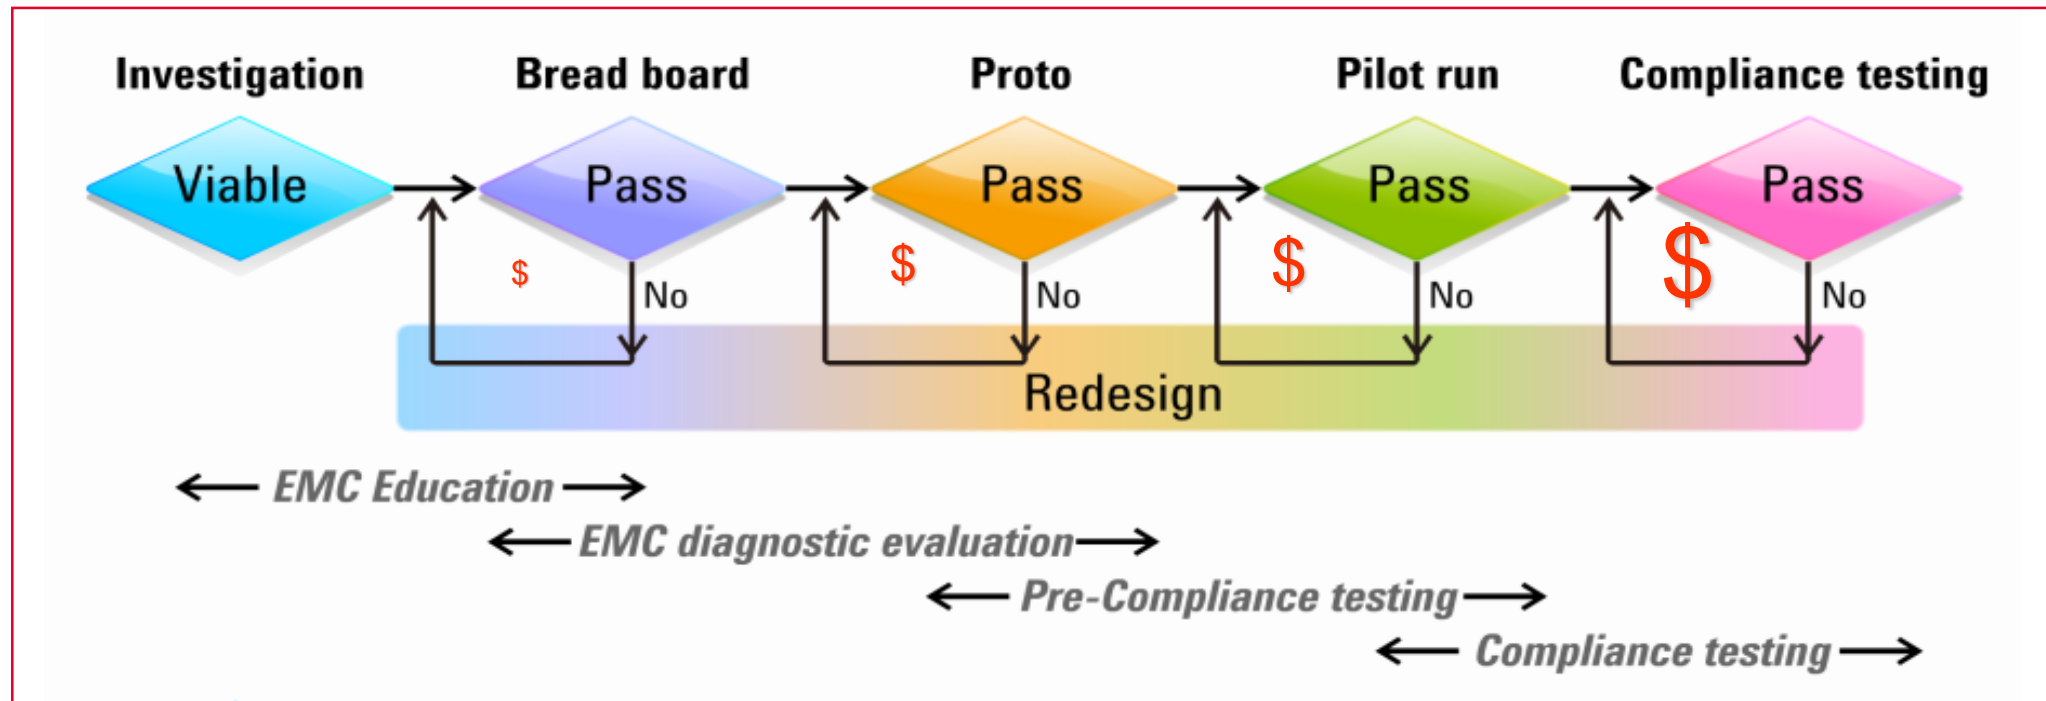 Investigation
Bread board
Proto
Pilot run
Compliance testing
Viable
Pass
Pass
Pass
Pass
$
$
$
$
No
No
No
No
Redesign
EMC Education
EMC diagnostic evaluation
Pre-Compliance testing
Compliance testing